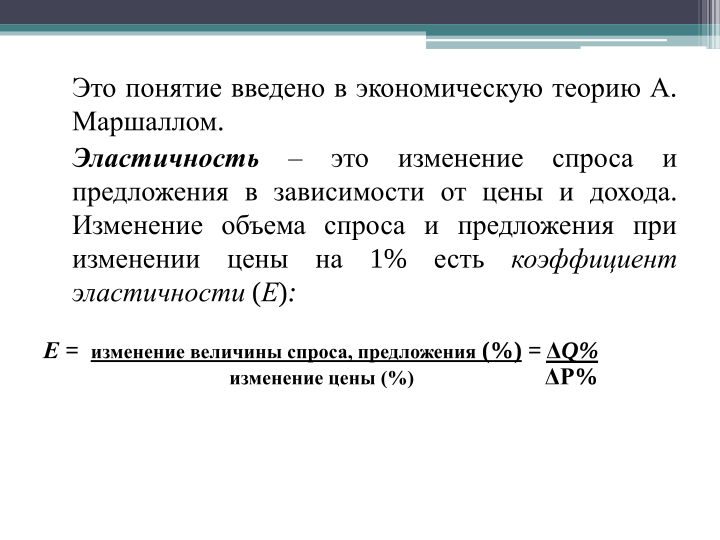 Это понятие введено в экономическую теорию А.
Маршаллом.
Эластичность – это изменение спроса и
предложения в зависимости от цены и дохода.
Изменение объема спроса и предложения при
изменении цены на 1% есть коэффициент
эластичности (Е):
Е = изменение величины спроса, предложения (%) = ΔQ%
изменение цены (%) ΔР%